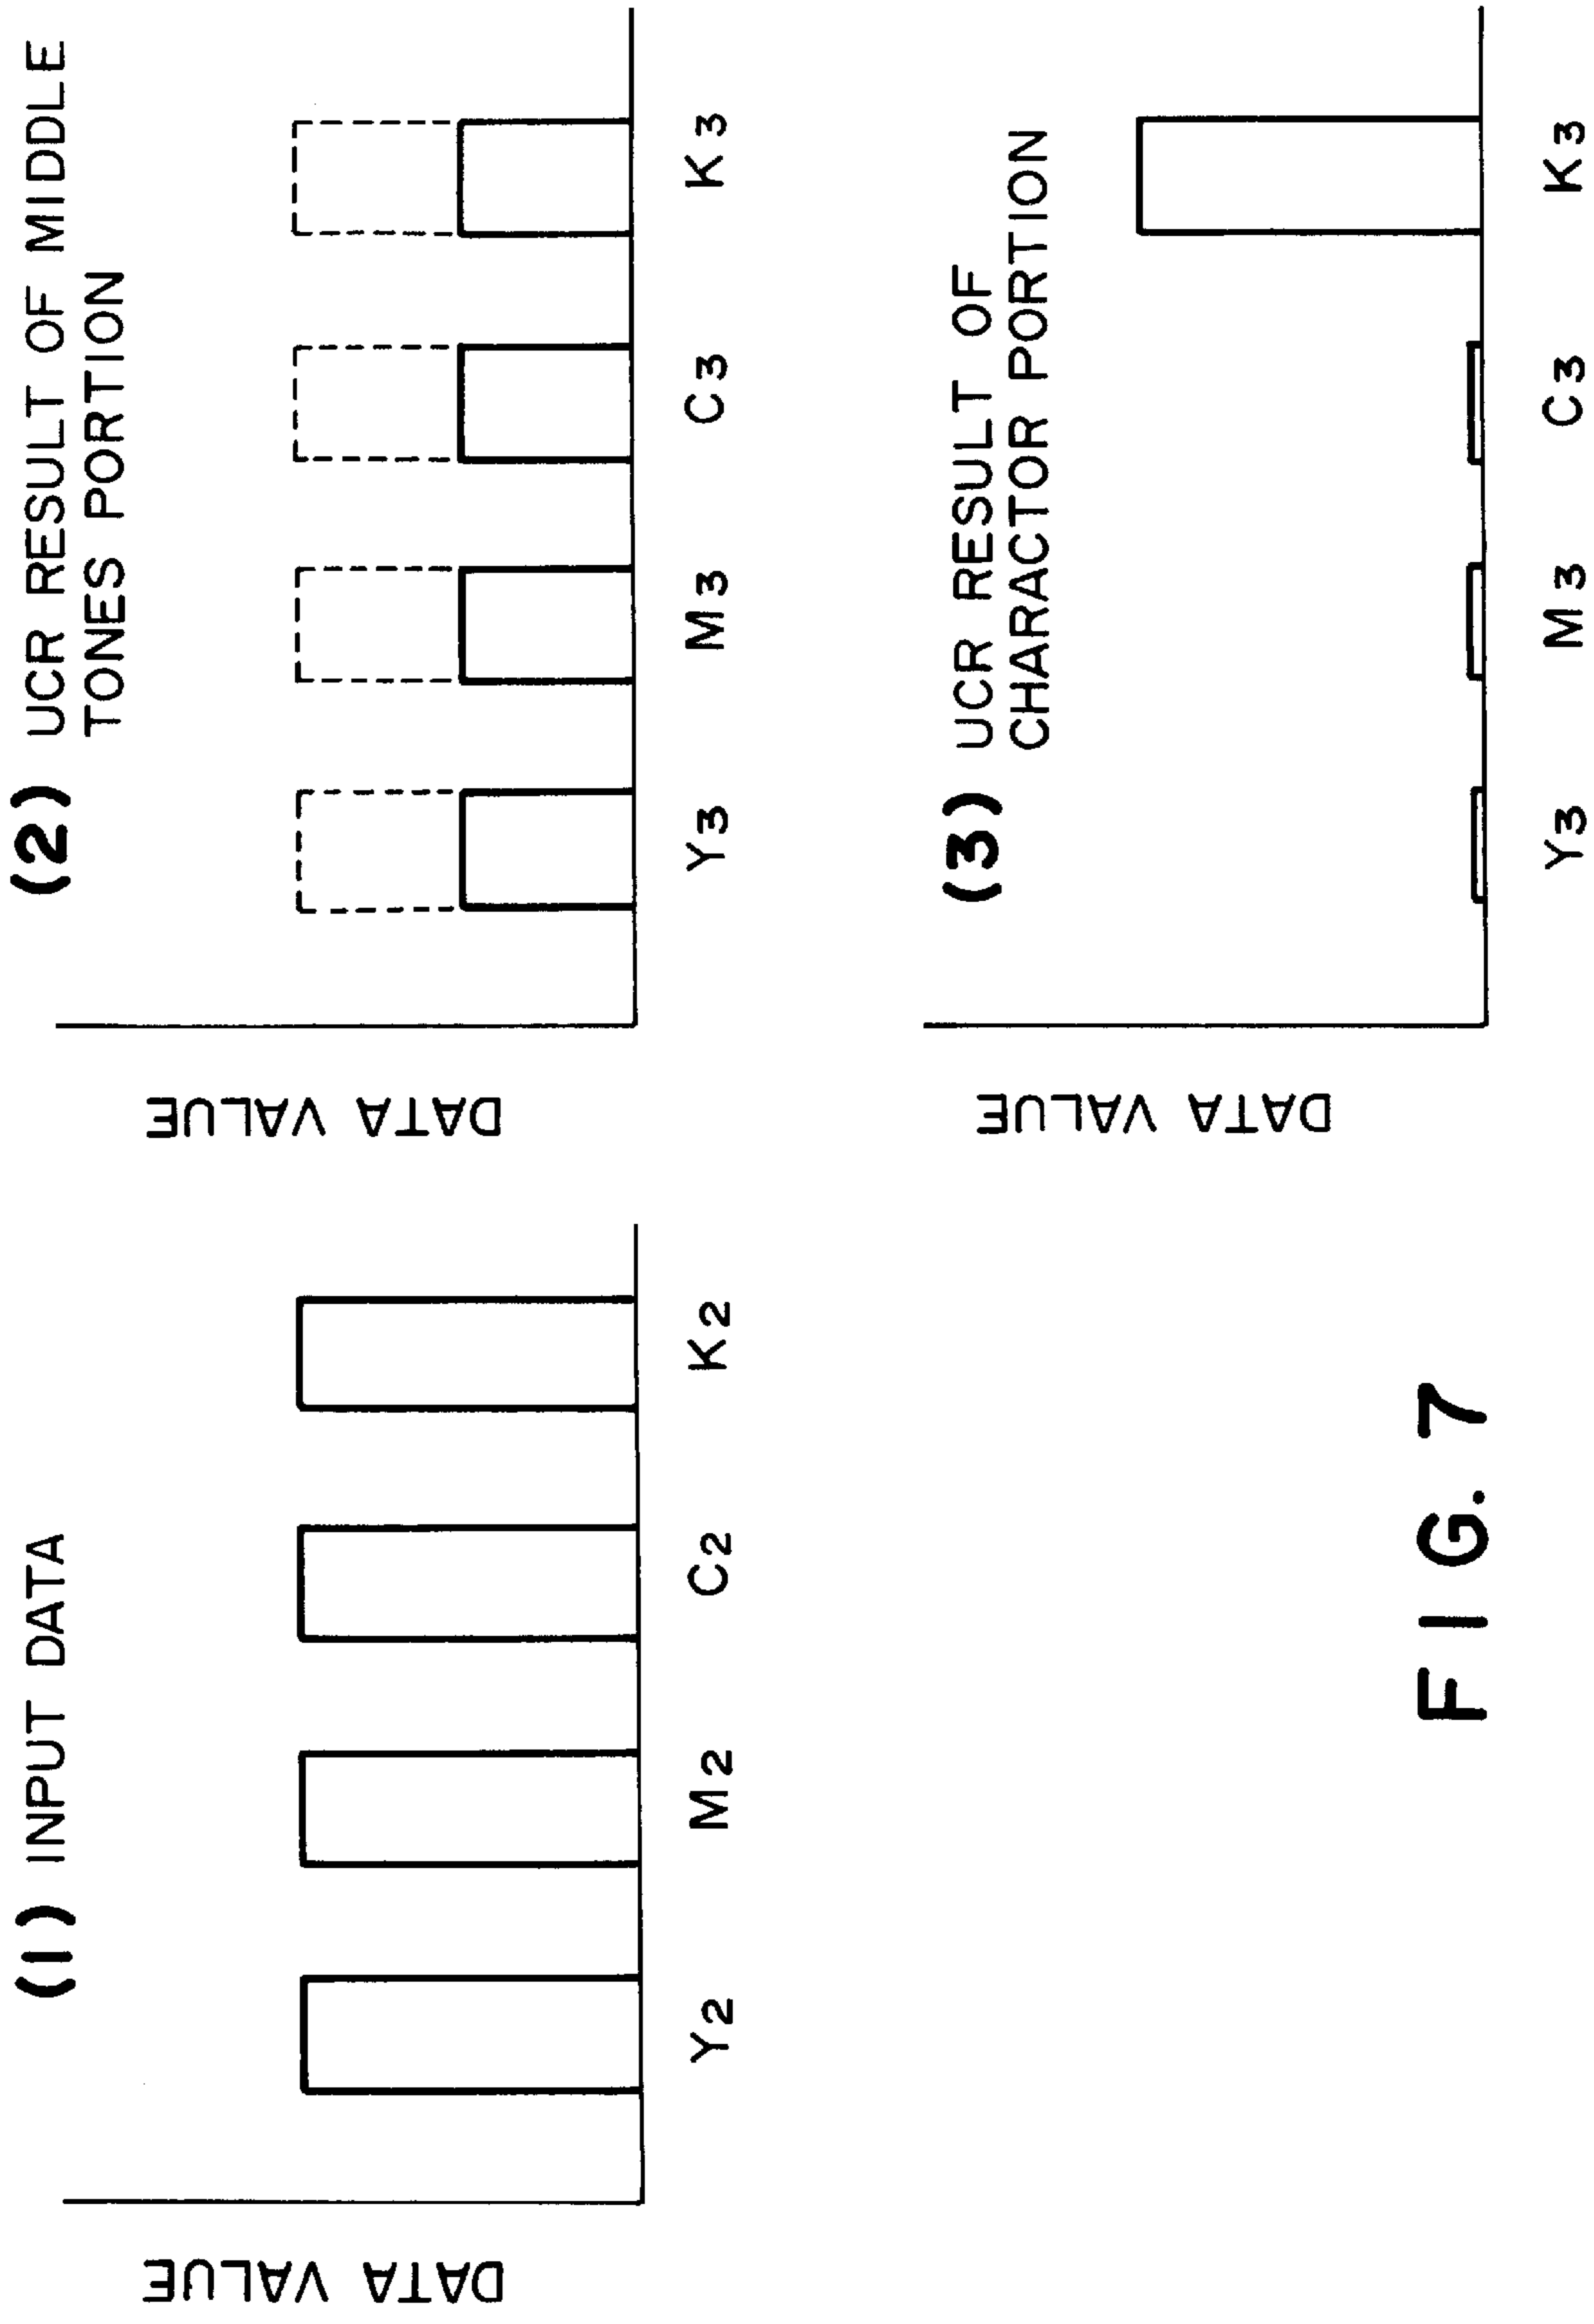 (1) INPUT DATA
DATA VALUE
Y2 M2 C2 K2
(2) UCR RESULT OF MIDDLE
TONES PORTION
DATA VALUE
Y3 M3 C3 K3
(3) UCR RESULT OF
CHARACTOR PORTION
DATA VALUE
Y3 M3 C3 K3
FIG. 7